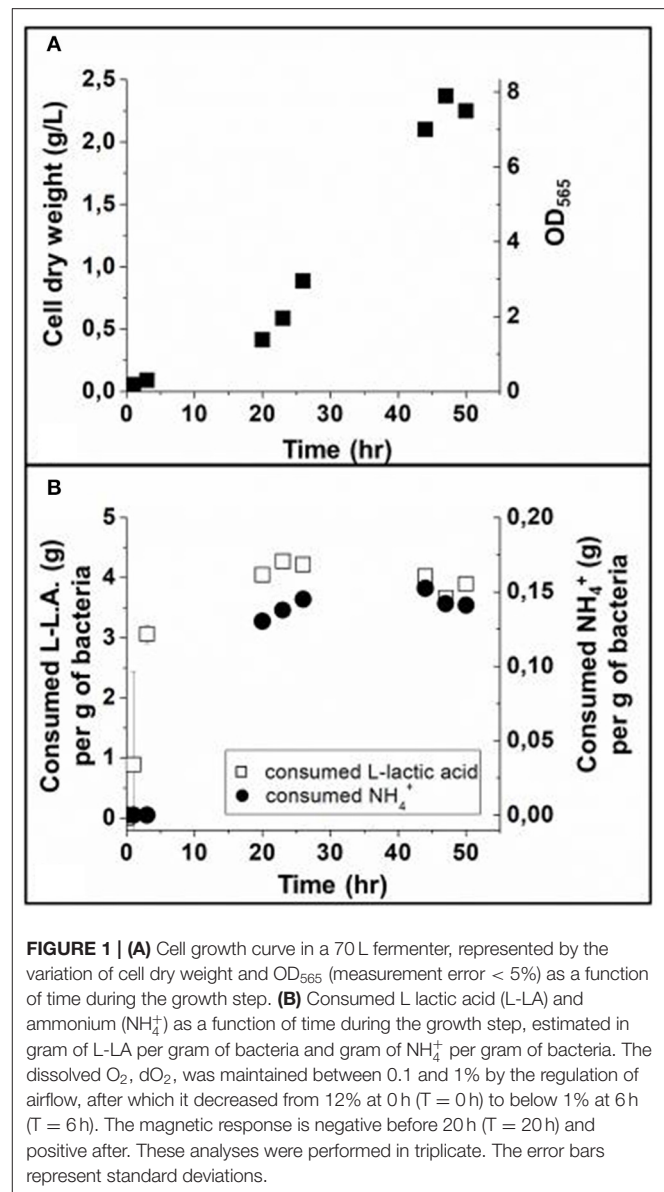 A
2,5
2,0
1,5
1,0
0,5
0,0
Cell dry weight (g/L)
8
6
4
2
0
OD565
0 10 20 30 40 50
Time (hr)
B
5
4
3
2
1
0
Consumed L-L.A. (g)
per g of bacteria
0,20
0,15
0,10
0,05
0,00
Consumed NH4+ (g)
per g of bacteria
consumed L-lactic acid
consumed NH4+
0 10 20 30 40 50
Time (hr)
FIGURE 1 | (A) Cell growth curve in a 70 L fermenter, represented by the
variation of cell dry weight and OD565 (measurement error < 5%) as a function
of time during the growth step. (B) Consumed L lactic acid (L-LA) and
ammonium (NH4+) as a function of time during the growth step, estimated in
gram of L-LA per gram of bacteria and gram of NH4+ per gram of bacteria. The
dissolved O2, dO2, was maintained between 0.1 and 1% by the regulation of
airflow, after which it decreased from 12% at 0 h (T = 0 h) to below 1% at 6 h
(T = 6 h). The magnetic response is negative before 20 h (T = 20 h) and
positive after. These analyses were performed in triplicate. The error bars
represent standard deviations.